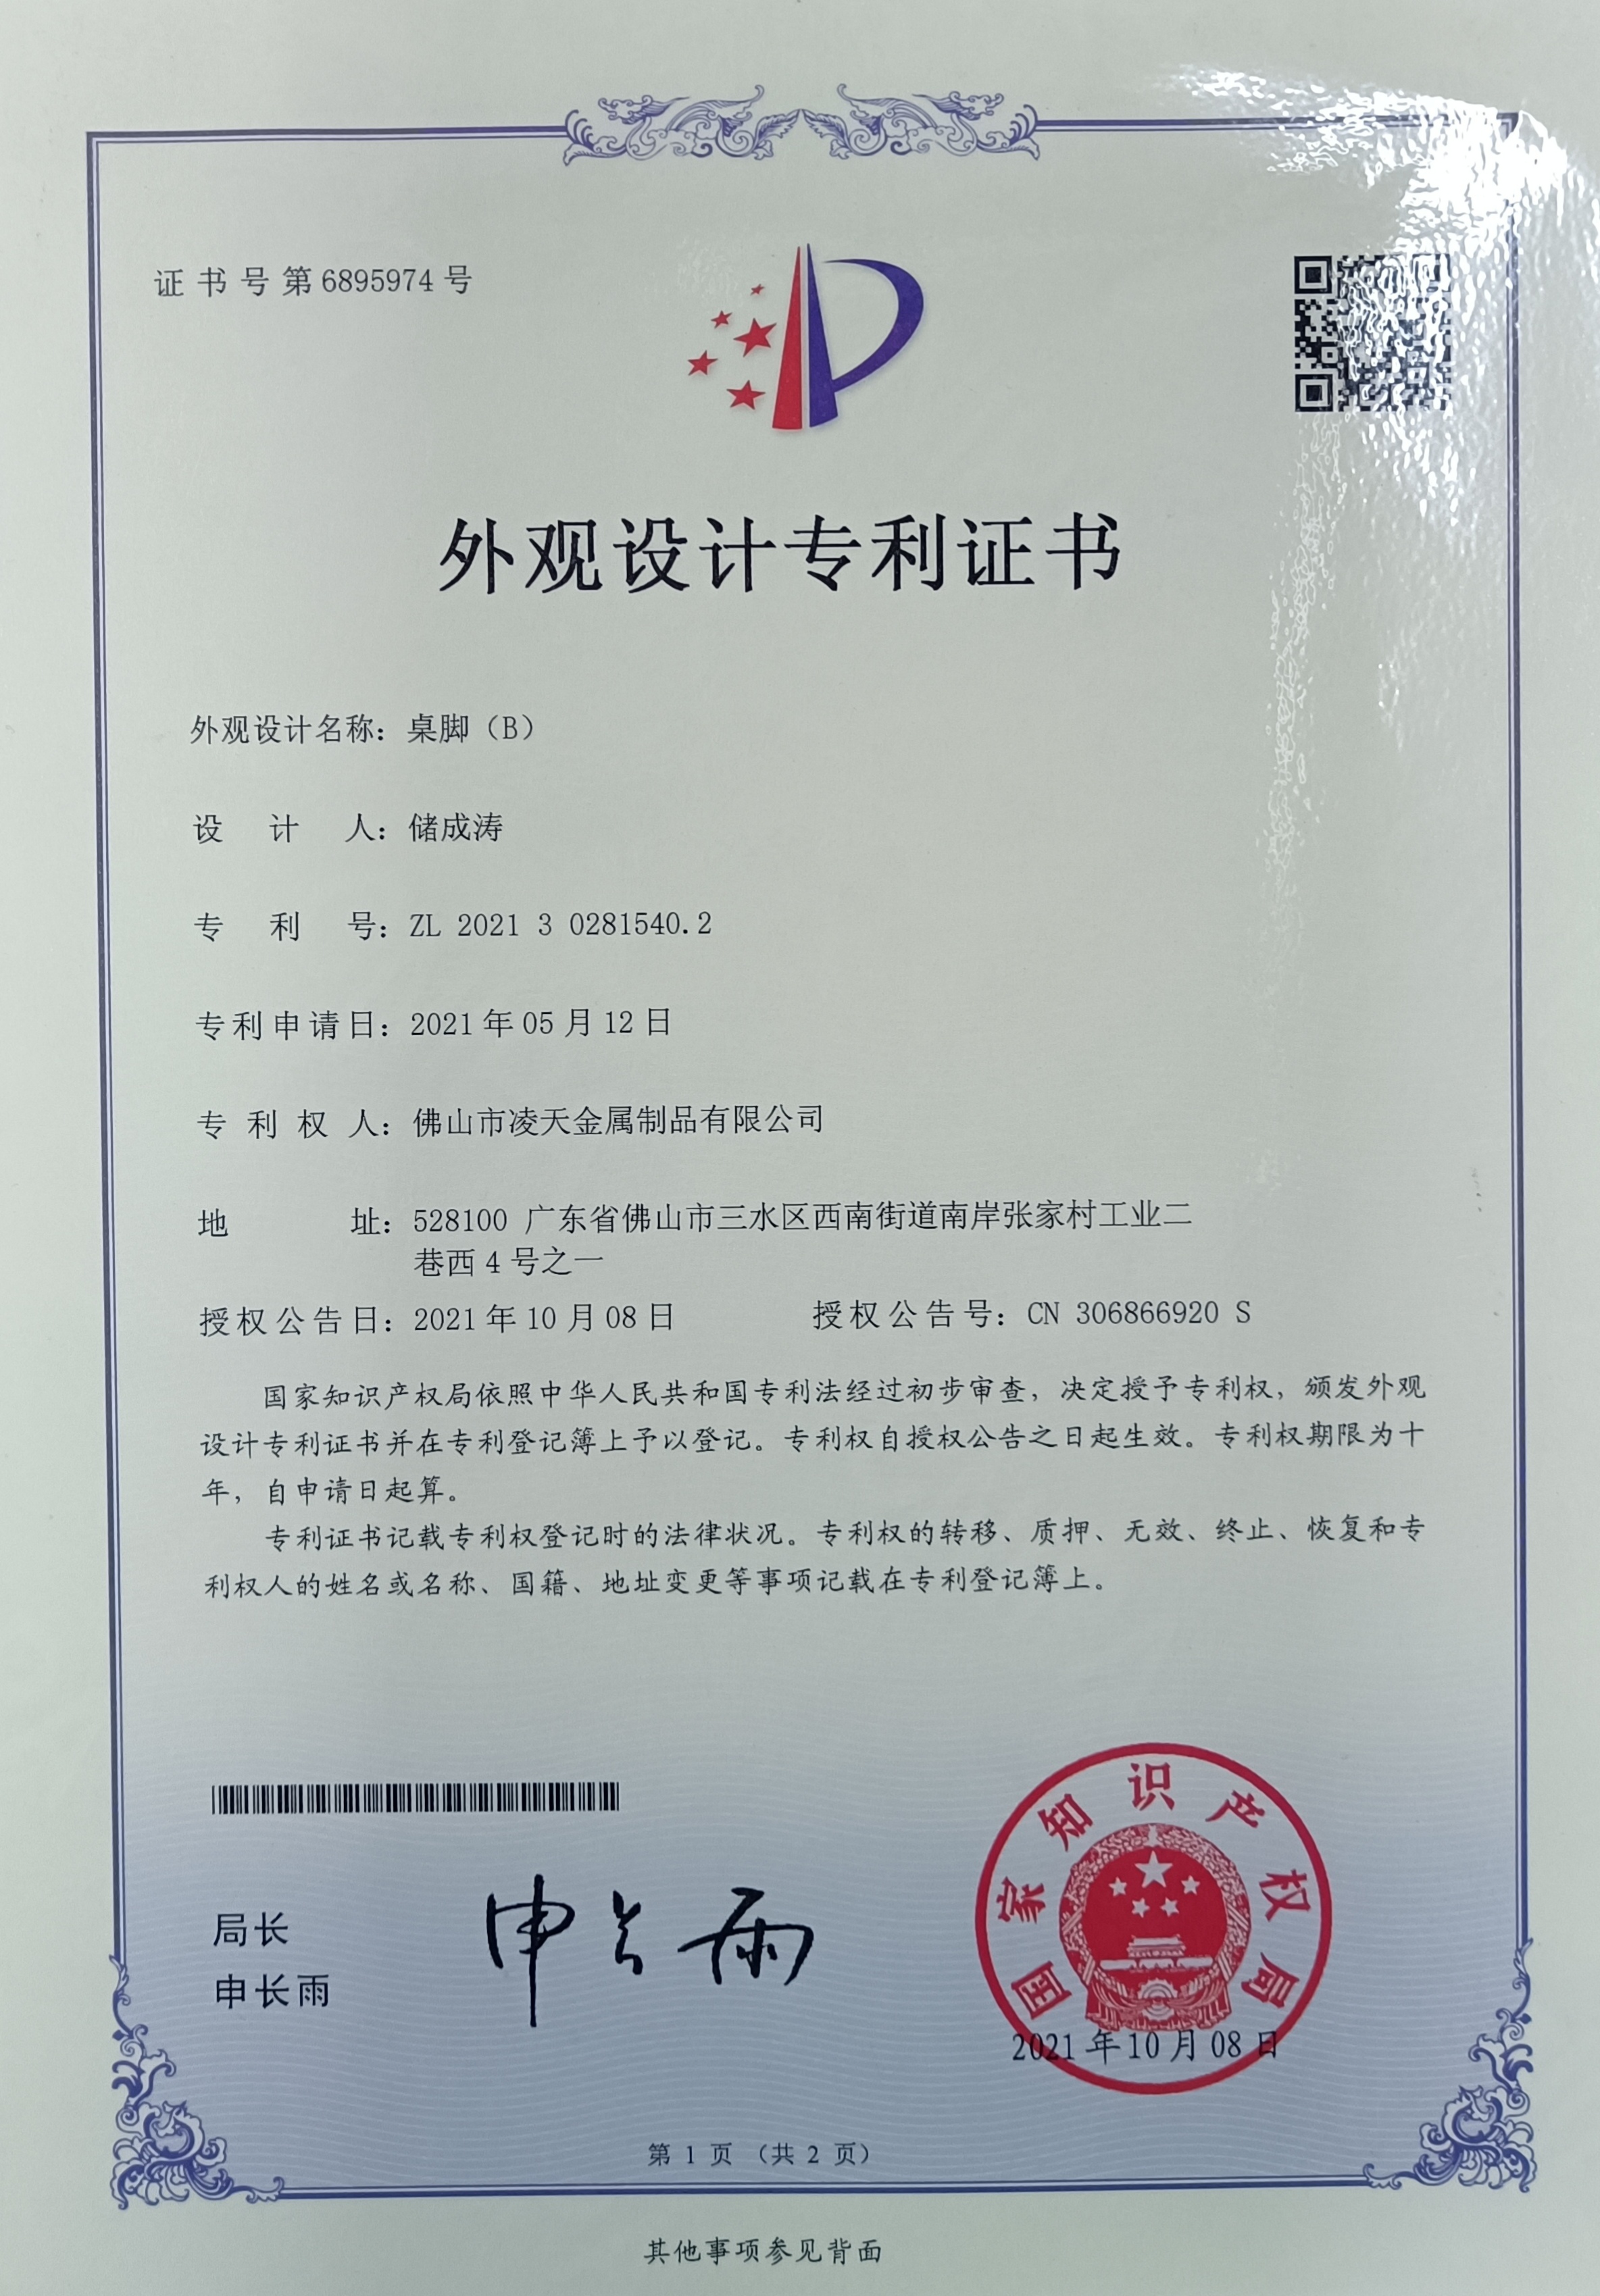 证书号第6895974号
外观设计专利证书
外观设计名称：桌脚（B）
设计人：储成涛
专利号：ZL 2021 3 0281540.2
专利申请日：2021年05月12日
专利权人：佛山市凌天金属制品有限公司
地址：528100 广东省佛山市三水区西南街道南岸张家村工业二
巷西4号之一
授权公告日：2021年10月08日 授权公告号：CN 306866920 S
国家知识产权局依照中华人民共和国专利法经过初步审查，决定授予专利权，颁发外观
设计专利证书并在专利登记簿上予以登记。专利权自授权公告之日起生效。专利权期限为十
年，自申请日起算。
专利证书记载专利权登记时的法律状况。专利权的转移、质押、无效、终止、恢复和专
利权人的姓名或名称、国籍、地址变更等事项记载在专利登记簿上。
局长
申长雨
申长雨
国家知识产权局
2021年10月08日
第 1 页 （共 2 页）
其他事项参见背面